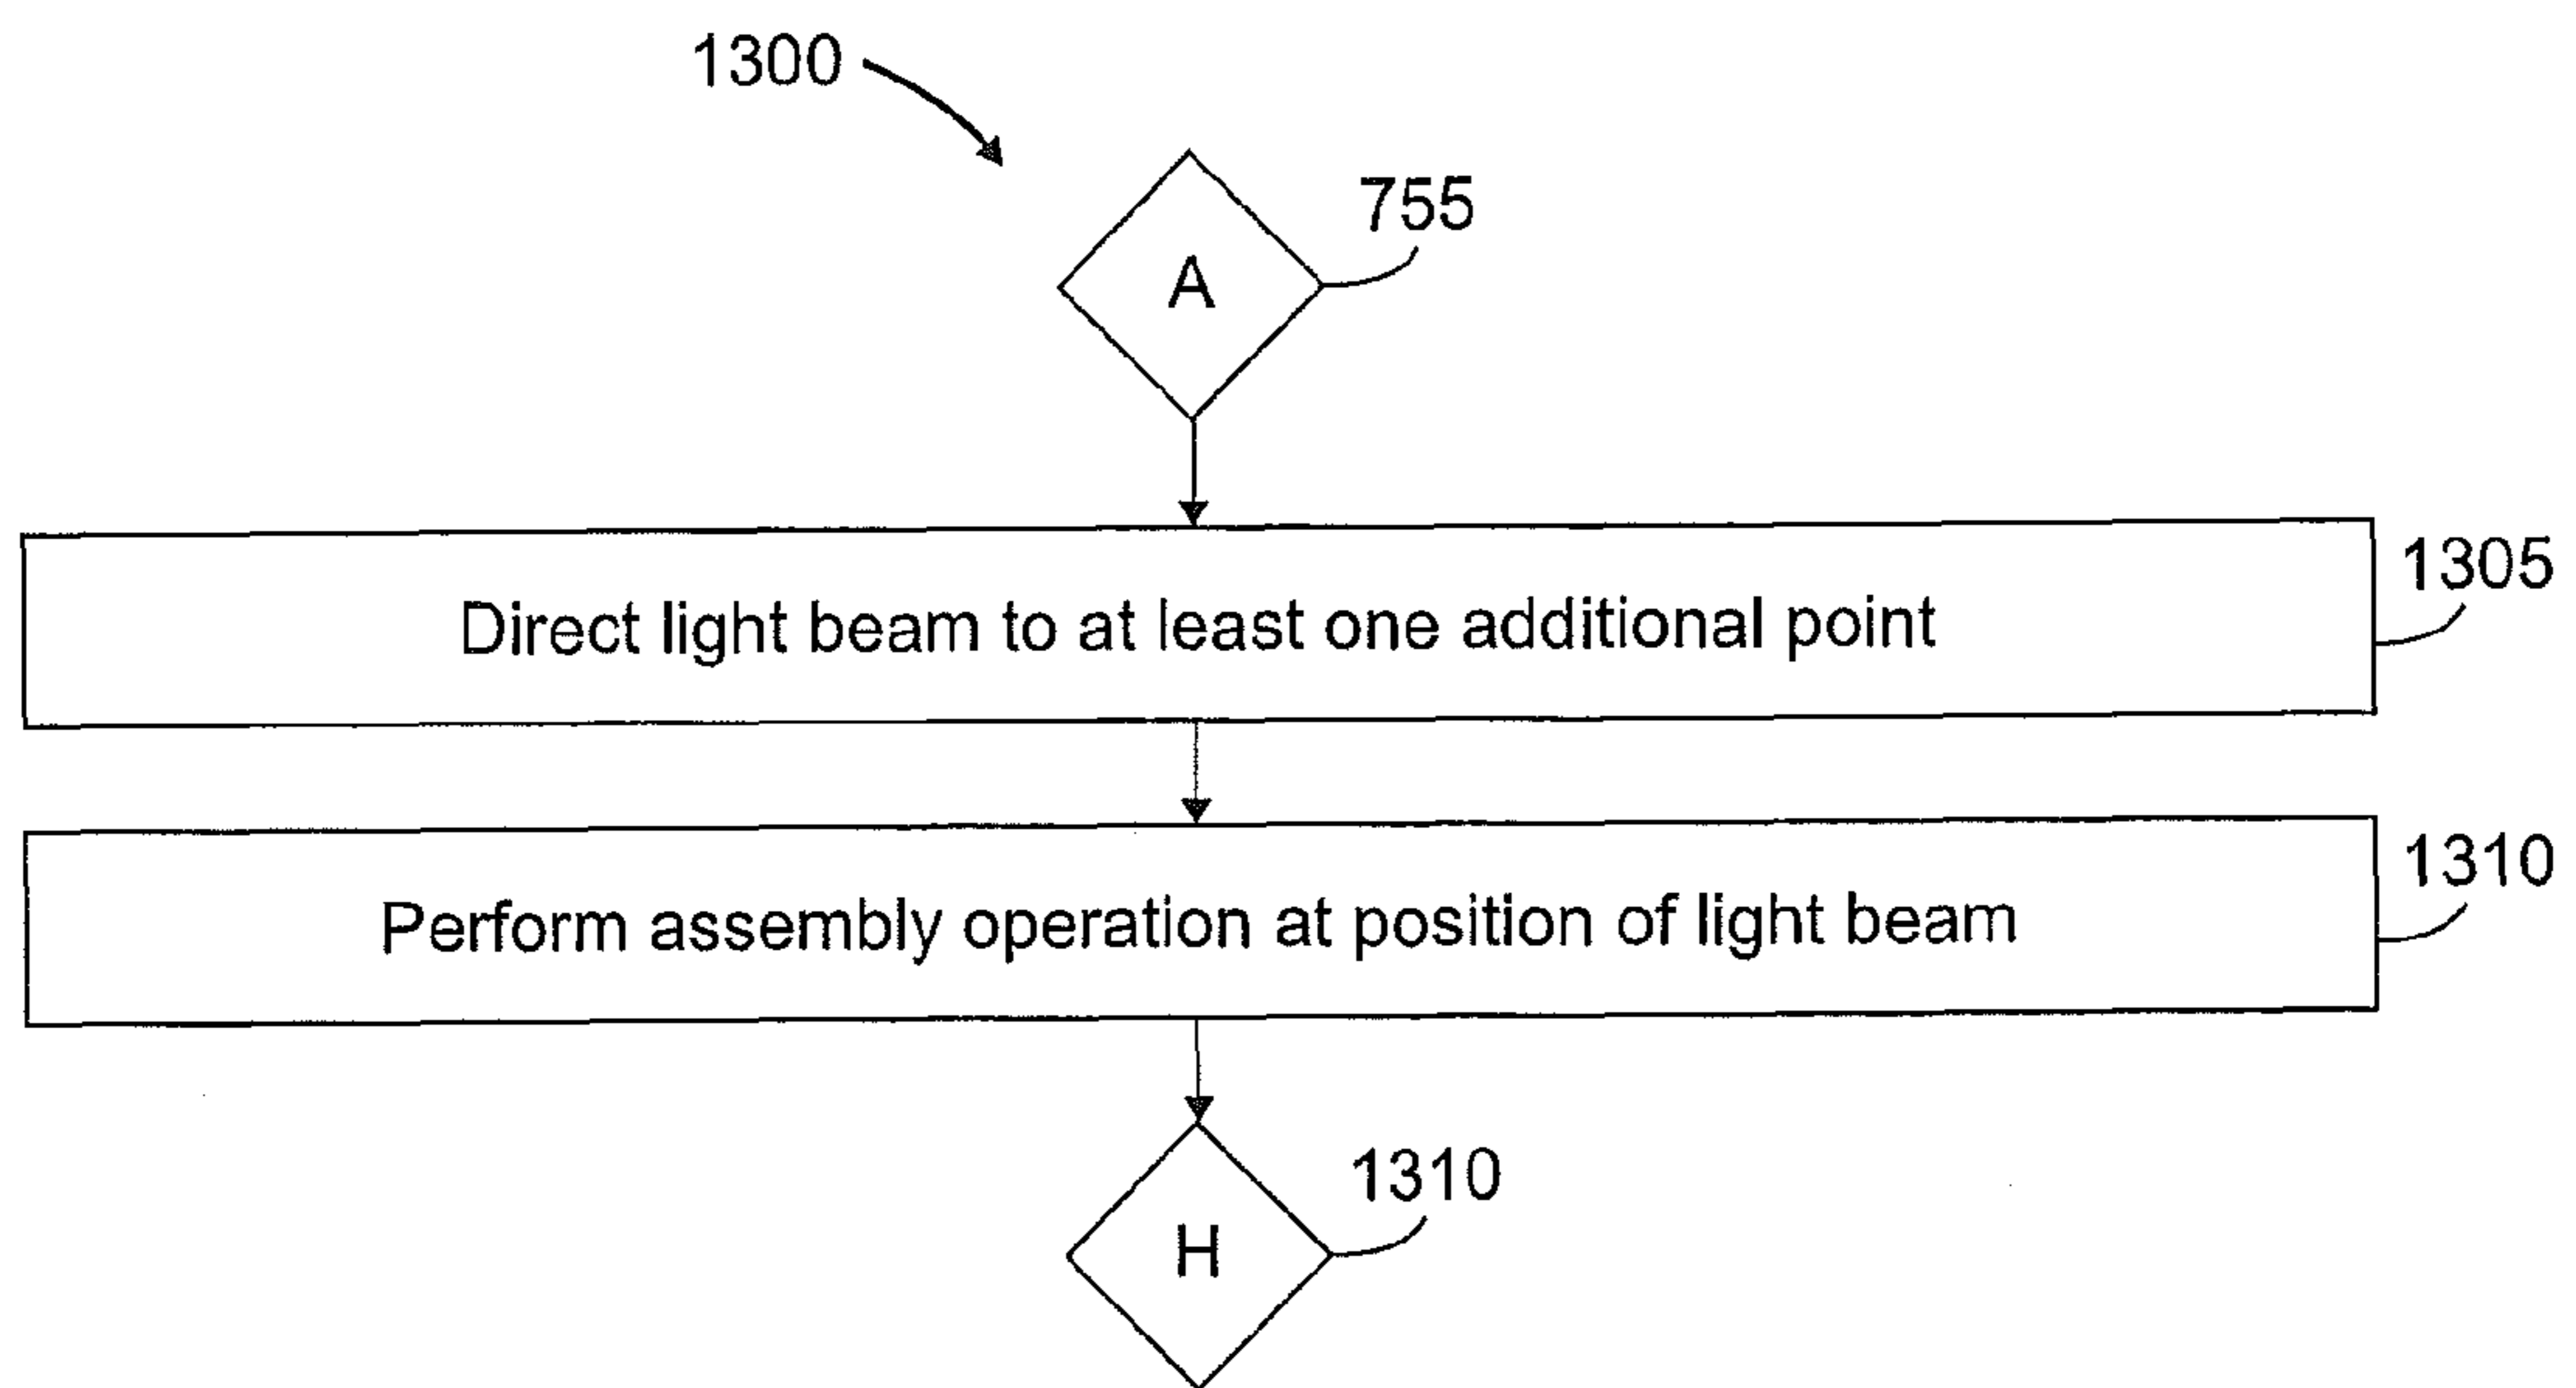 1300
755
A
1305
Direct light beam to at least one additional point
1310
Perform assembly operation at position of light beam
1310
H